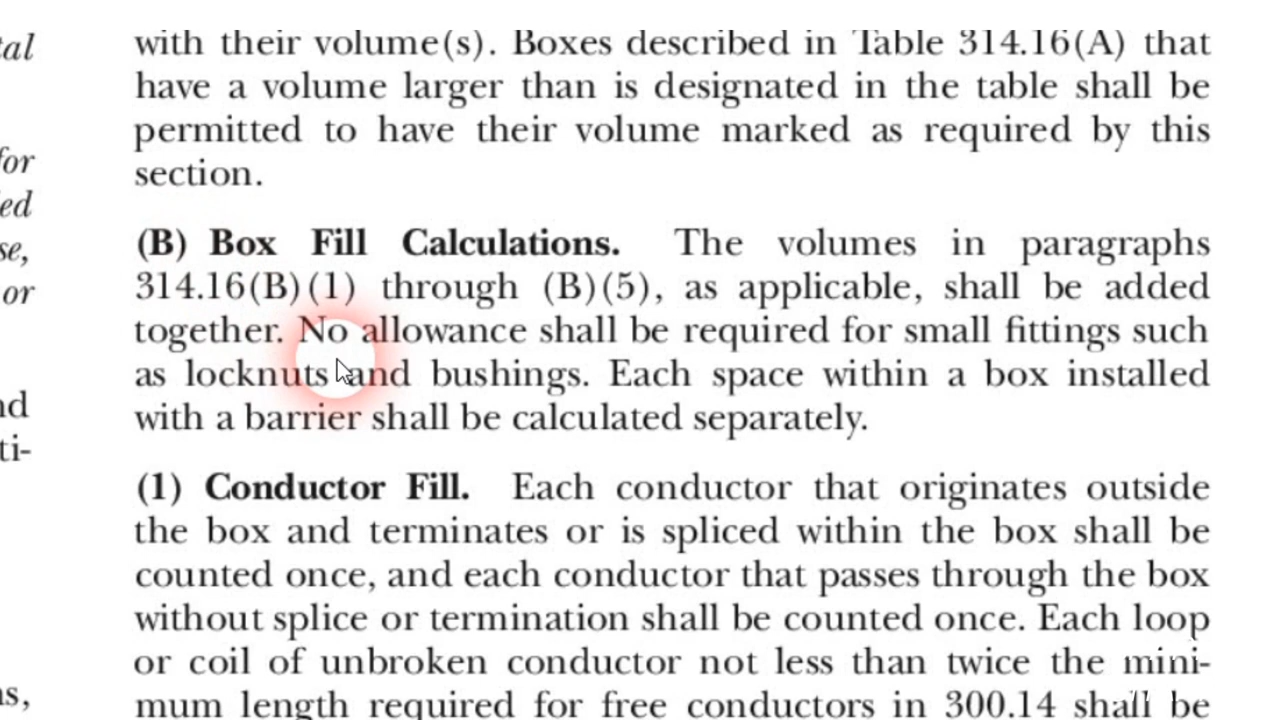 tal
for
ed
se,
or
nd
ti-
s,
with their volume(s). Boxes described in Table 314.16(A) that
have a volume larger than is designated in the table shall be
permitted to have their volume marked as required by this
section.
(B) Box Fill Calculations. The volumes in paragraphs
314.16(B)(1) through (B)(5), as applicable, shall be added
together. No allowance shall be required for small fittings such
as locknuts and bushings. Each space within a box installed
with a barrier shall be calculated separately.
(1) Conductor Fill. Each conductor that originates outside
the box and terminates or is spliced within the box shall be
counted once, and each conductor that passes through the box
without splice or termination shall be counted once. Each loop
or coil of unbroken conductor not less than twice the mini-
mum length required for free conductors in 300.14 shall be